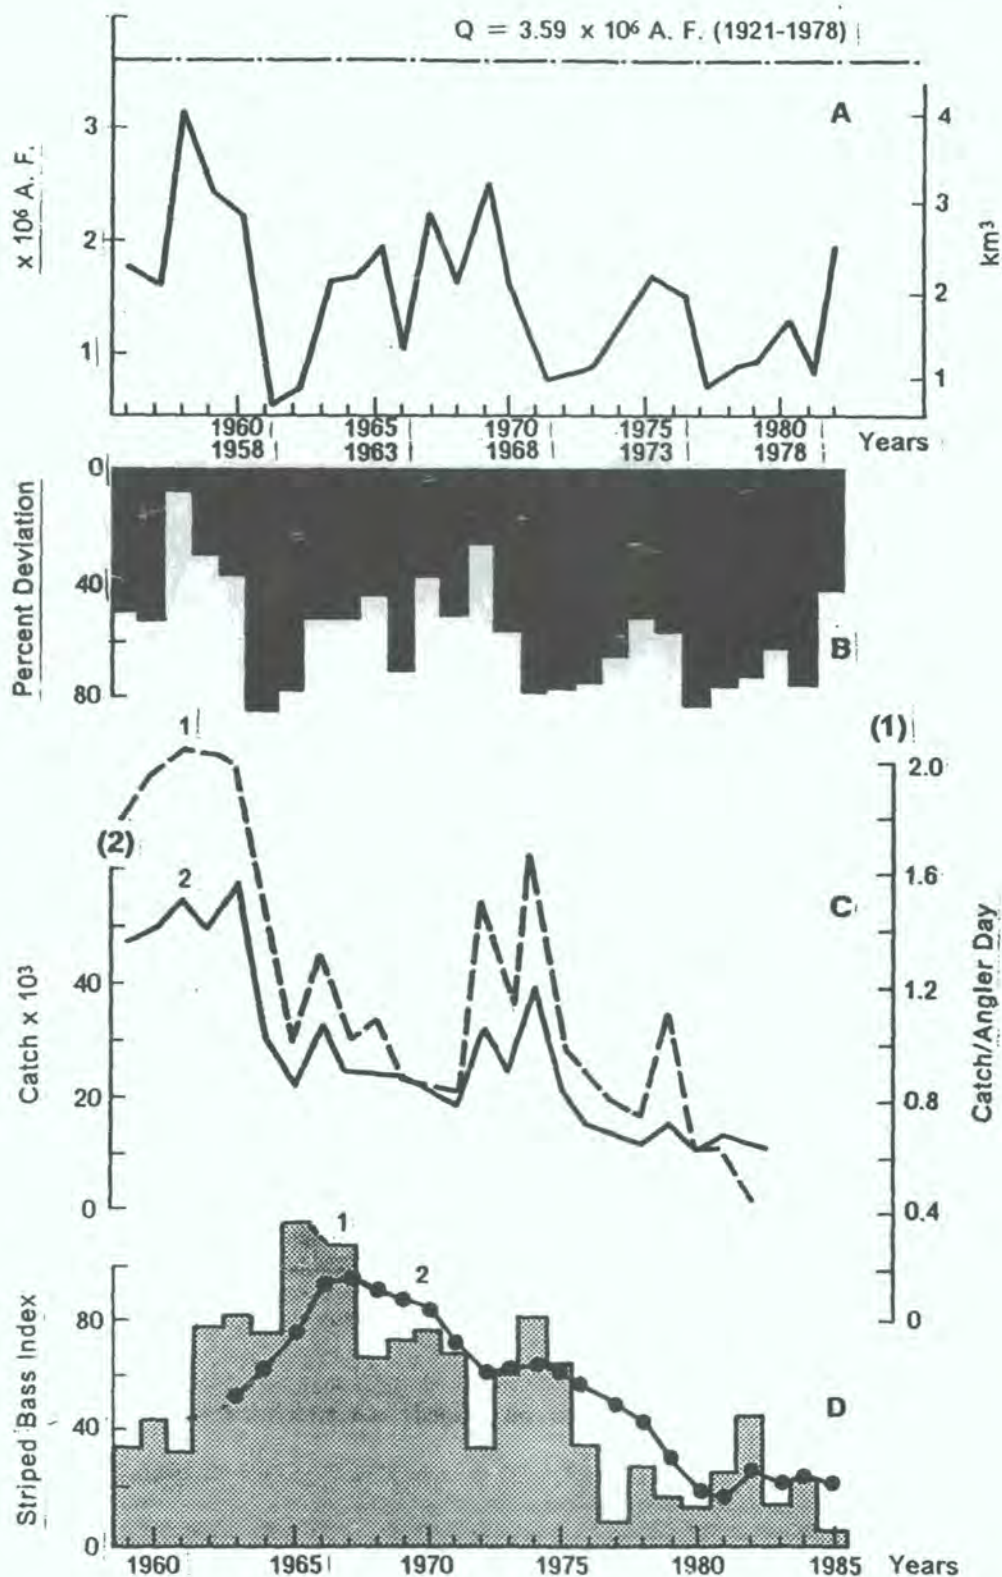 Q = 3.59 x 10⁶ A. F. (1921-1978)
A
x 10⁶ A. F.
3
2
1
4
3
2
1
km³
1960 1965 1970 1975 1980 Years
1958 1963 1968 1973 1978
Percent Deviation
0
40
80
B
(1)
1
(2)
2
C
Catch x 10³
40
20
0
2.0
1.6
1.2
0.8
0.4
0
Catch/Angler Day
1
2
D
Striped Bass Index
80
40
0
1960 1965 1970 1975 1980 1985 Years